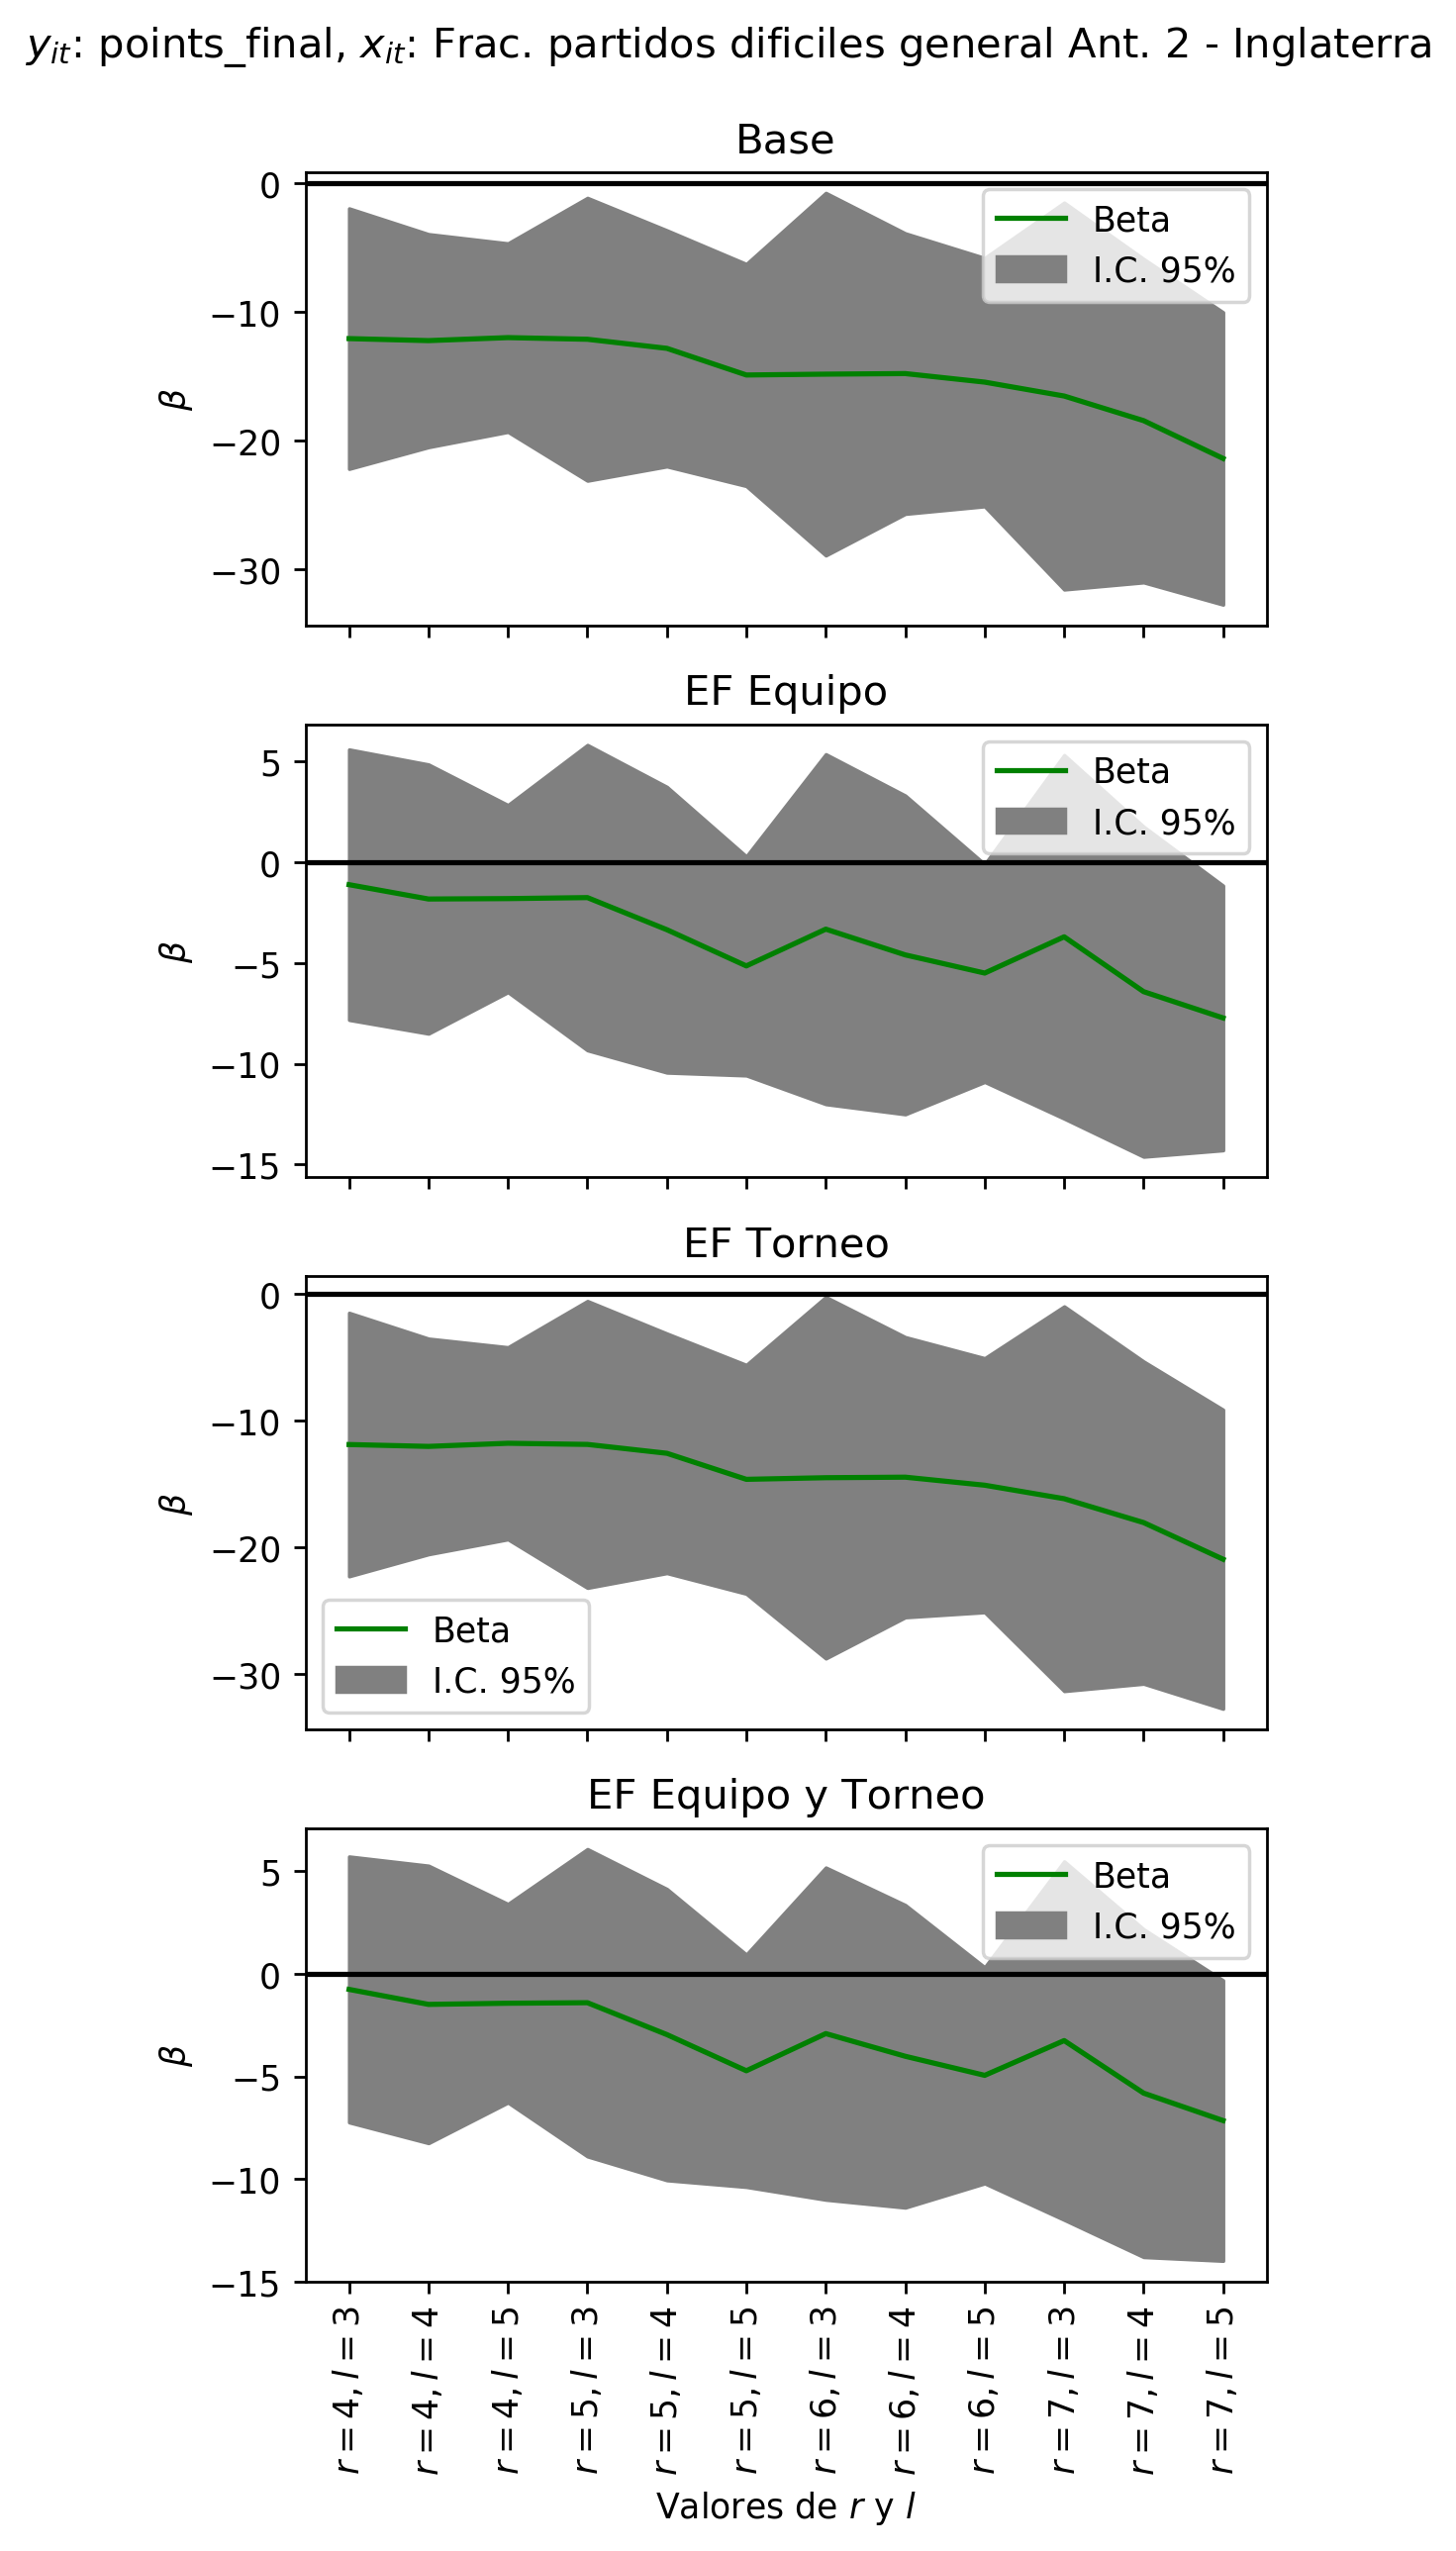 y_it: points_final, x_it: Frac. partidos dificiles general Ant. 2 - Inglaterra
Base
0
−10
−20
−30
β
Beta
I.C. 95%
EF Equipo
5
0
−5
−10
−15
β
Beta
I.C. 95%
EF Torneo
0
−10
−20
−30
β
Beta
I.C. 95%
EF Equipo y Torneo
5
0
−5
−10
−15
β
Beta
I.C. 95%
r = 4, l = 3
r = 4, l = 4
r = 4, l = 5
r = 5, l = 3
r = 5, l = 4
r = 5, l = 5
r = 6, l = 3
r = 6, l = 4
r = 6, l = 5
r = 7, l = 3
r = 7, l = 4
r = 7, l = 5
Valores de r y l